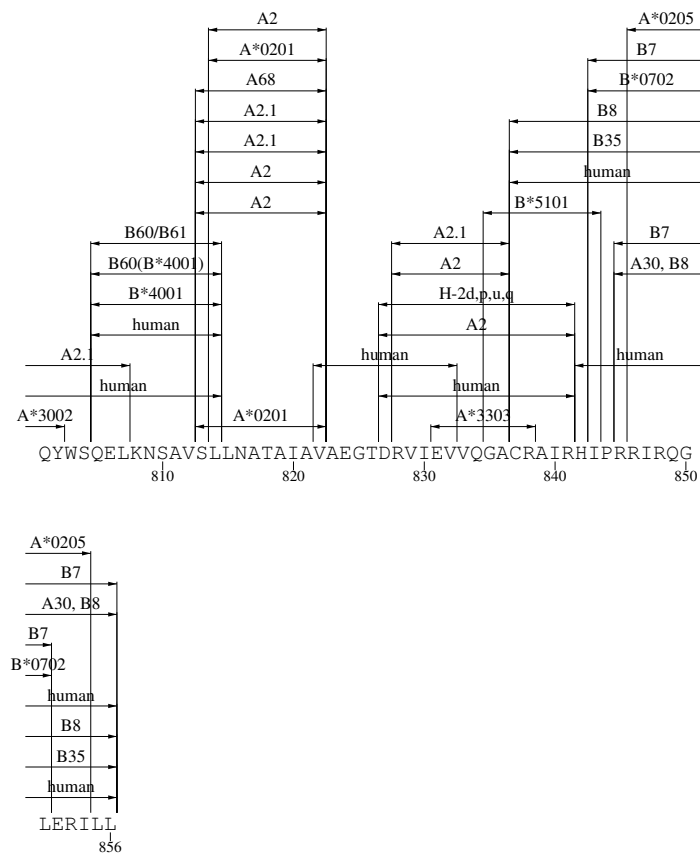 A2 A*0205
A*0201 B7
A68 B*0702
A2.1 B8
A2.1 B35
A2 human
A2 B*5101
B60/B61 A2.1 B7
B60(B*4001) A2 A30, B8
B*4001 H-2d,p,u,q
human A2
A2.1 human human
human human
A*3002 A*0201 A*3303
QYWSQELKNSAVSLLNATAIAVAEGTDRVIEVVQGACRAIRHIPRRIRQG
810 820 830 840 850
A*0205
B7
A30, B8
B7
B*0702
human
B8
B35
human
LERILL
856